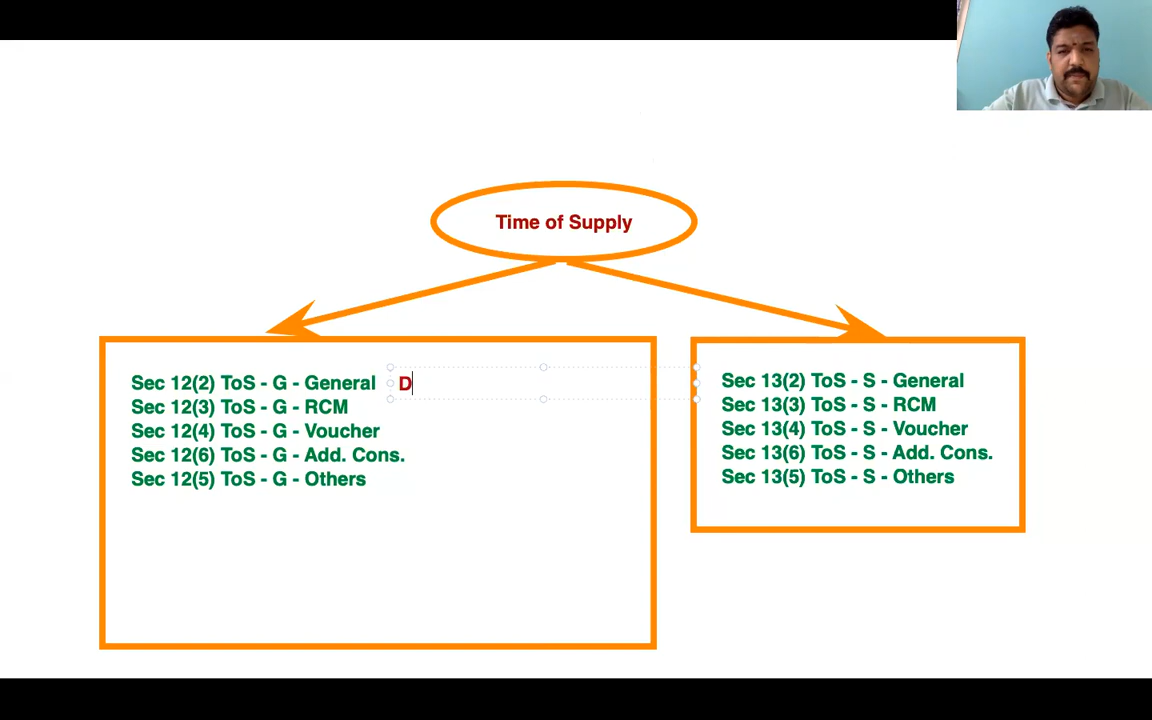 Time of Supply
Sec 12(2) ToS - G - General D
Sec 12(3) ToS - G - RCM
Sec 12(4) ToS - G - Voucher
Sec 12(6) ToS - G - Add. Cons.
Sec 12(5) ToS - G - Others
Sec 13(2) ToS - S - General
Sec 13(3) ToS - S - RCM
Sec 13(4) ToS - S - Voucher
Sec 13(6) ToS - S - Add. Cons.
Sec 13(5) ToS - S - Others